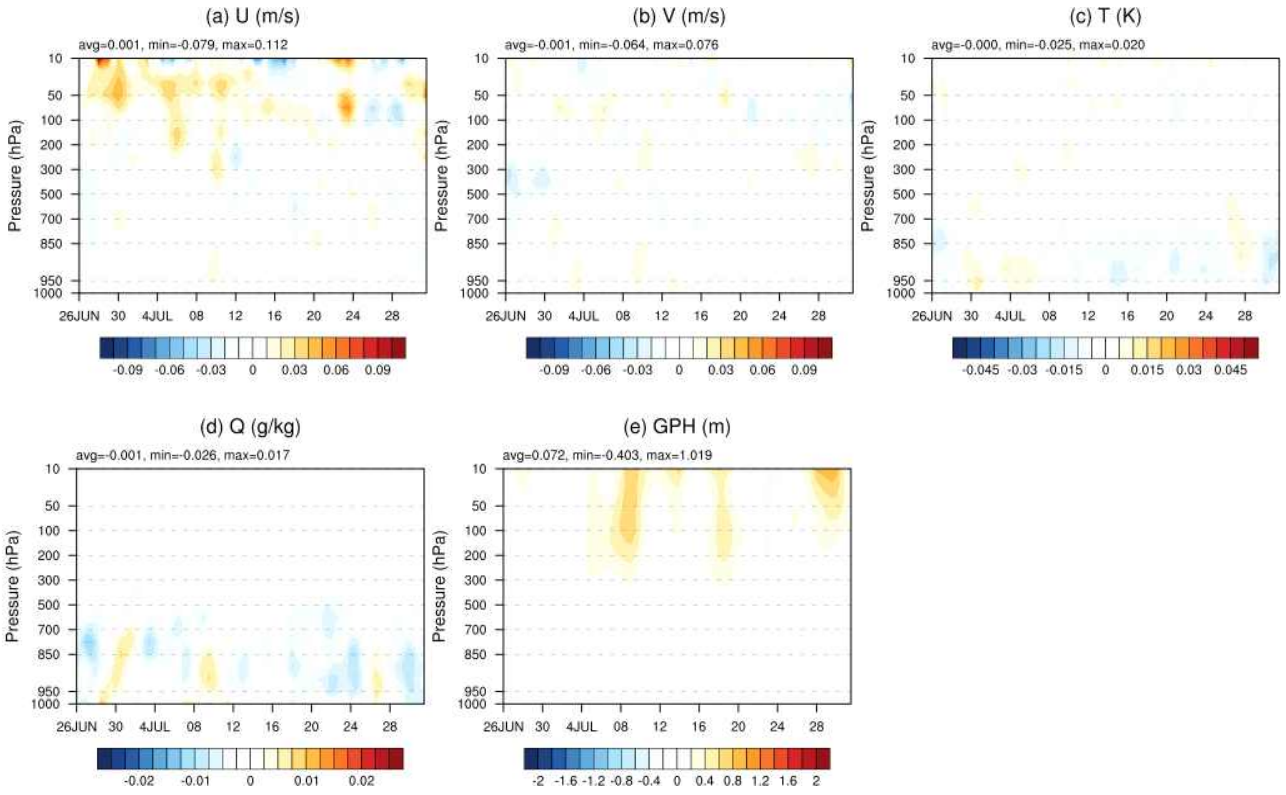 (a) U (m/s)
avg=0.001, min=-0.079, max=0.112
Pressure (hPa)
10
50
100
200
300
500
700
850
950
1000
26JUN 30 4JUL 08 12 16 20 24 28
-0.09 -0.06 -0.03 0 0.03 0.06 0.09
(b) V (m/s)
avg=-0.001, min=-0.064, max=0.076
Pressure (hPa)
10
50
100
200
300
500
700
850
950
1000
26JUN 30 4JUL 08 12 16 20 24 28
-0.09 -0.06 -0.03 0 0.03 0.06 0.09
(c) T (K)
avg=-0.000, min=-0.025, max=0.020
Pressure (hPa)
10
50
100
200
300
500
700
850
950
1000
26JUN 30 4JUL 08 12 16 20 24 28
-0.045 -0.03 -0.015 0 0.015 0.03 0.045
(d) Q (g/kg)
avg=-0.001, min=-0.026, max=0.017
Pressure (hPa)
10
50
100
200
300
500
700
850
950
1000
26JUN 30 4JUL 08 12 16 20 24 28
-0.02 -0.01 0 0.01 0.02
(e) GPH (m)
avg=0.072, min=-0.403, max=1.019
Pressure (hPa)
10
50
100
200
300
500
700
850
950
1000
26JUN 30 4JUL 08 12 16 20 24 28
-2 -1.6 -1.2 -0.8 -0.4 0 0.4 0.8 1.2 1.6 2